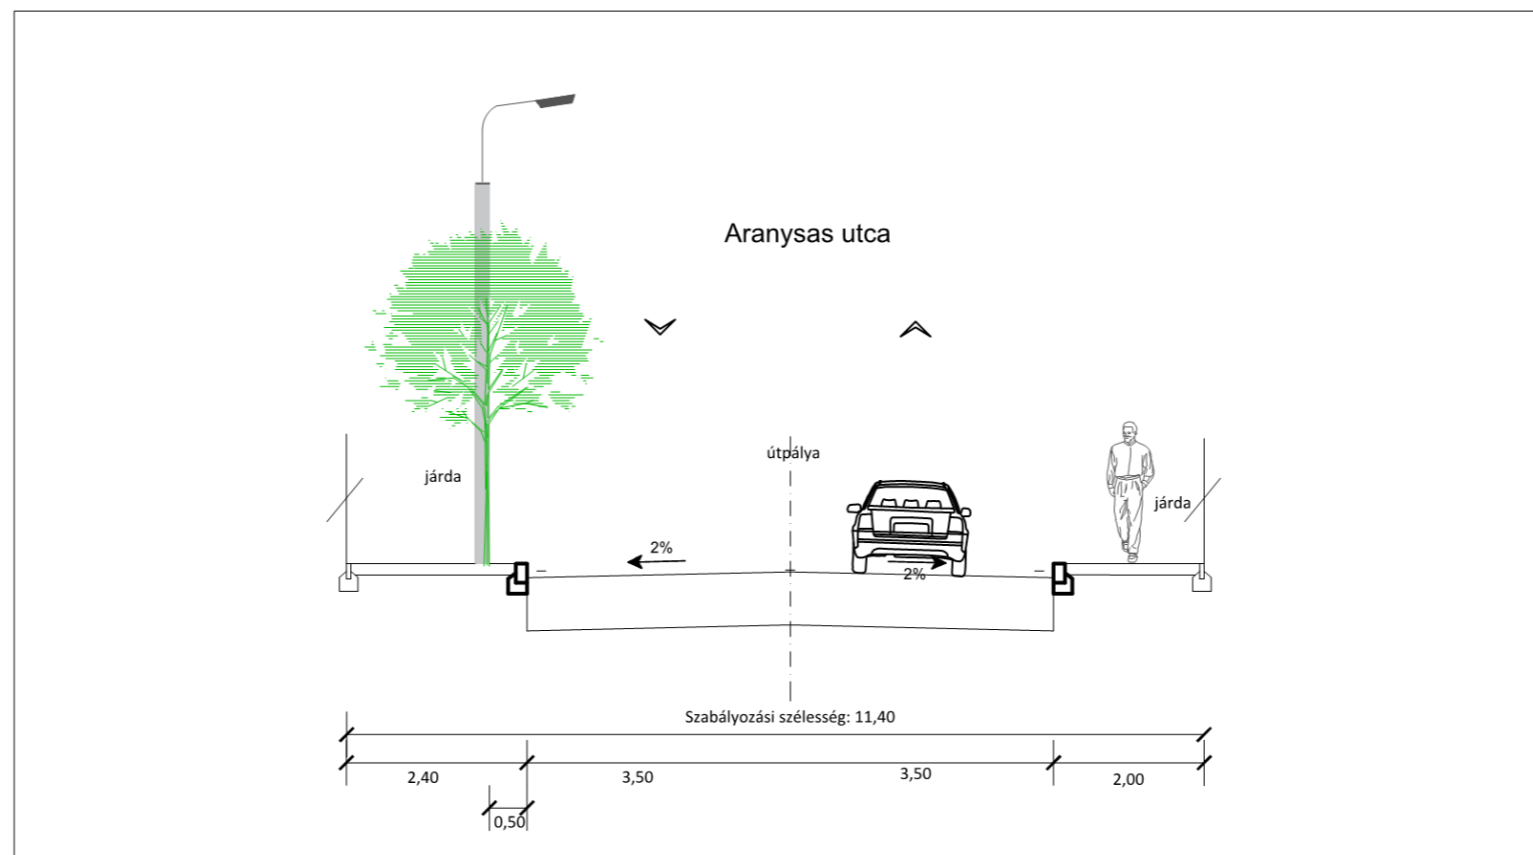 Aranysas utca
útpálya
járda
járda
2%
2%
Szabályozási szélesség: 11,40
2,40
3,50
3,50
2,00
0,50